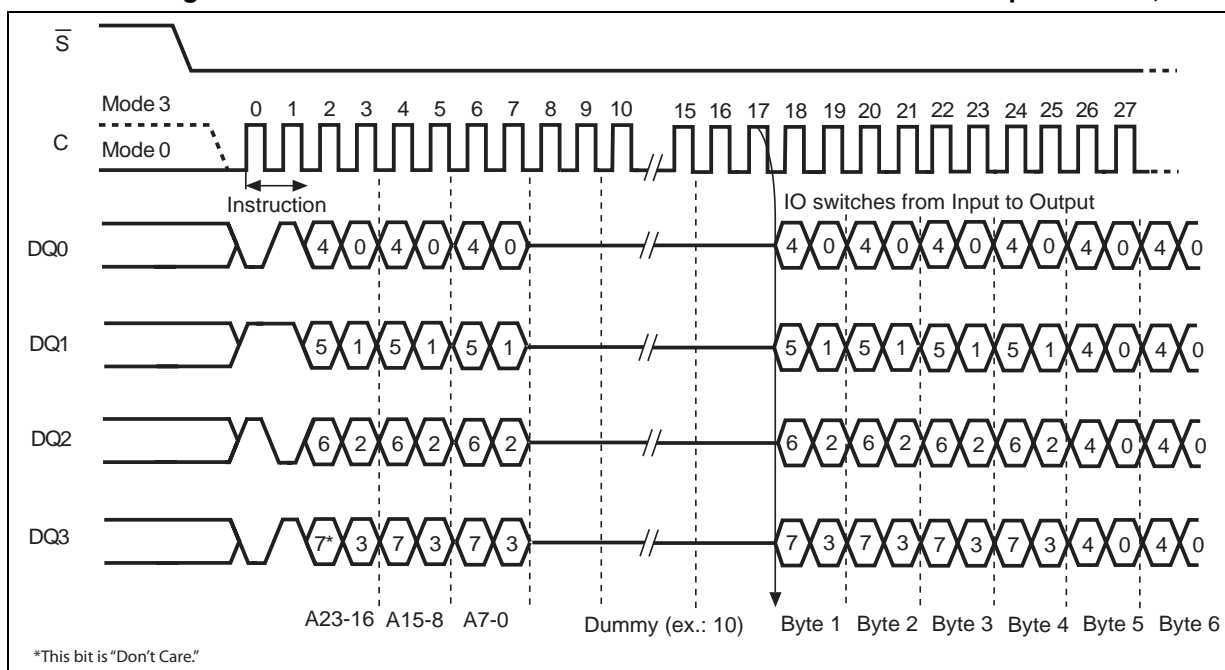 S
Mode 3
0 1 2 3 4 5 6 7 8 9 10 15 16 17 18 19 20 21 22 23 24 25 26 27
C
Mode 0
Instruction
IO switches from Input to Output
DQ0 4 0 4 0 4 0 4 0 4 0 4 0 4 0 4 0 4 0
DQ1 5 1 5 1 5 1 5 1 5 1 5 1 5 1 4 0 4 0
DQ2 6 2 6 2 6 2 6 2 6 2 6 2 6 2 4 0 4 0
DQ3 7* 3 7 3 7 3 7 3 7 3 7 3 7 3 4 0 4 0
A23-16 A15-8 A7-0 Dummy (ex.: 10) Byte 1 Byte 2 Byte 3 Byte 4 Byte 5 Byte 6
*This bit is "Don't Care."